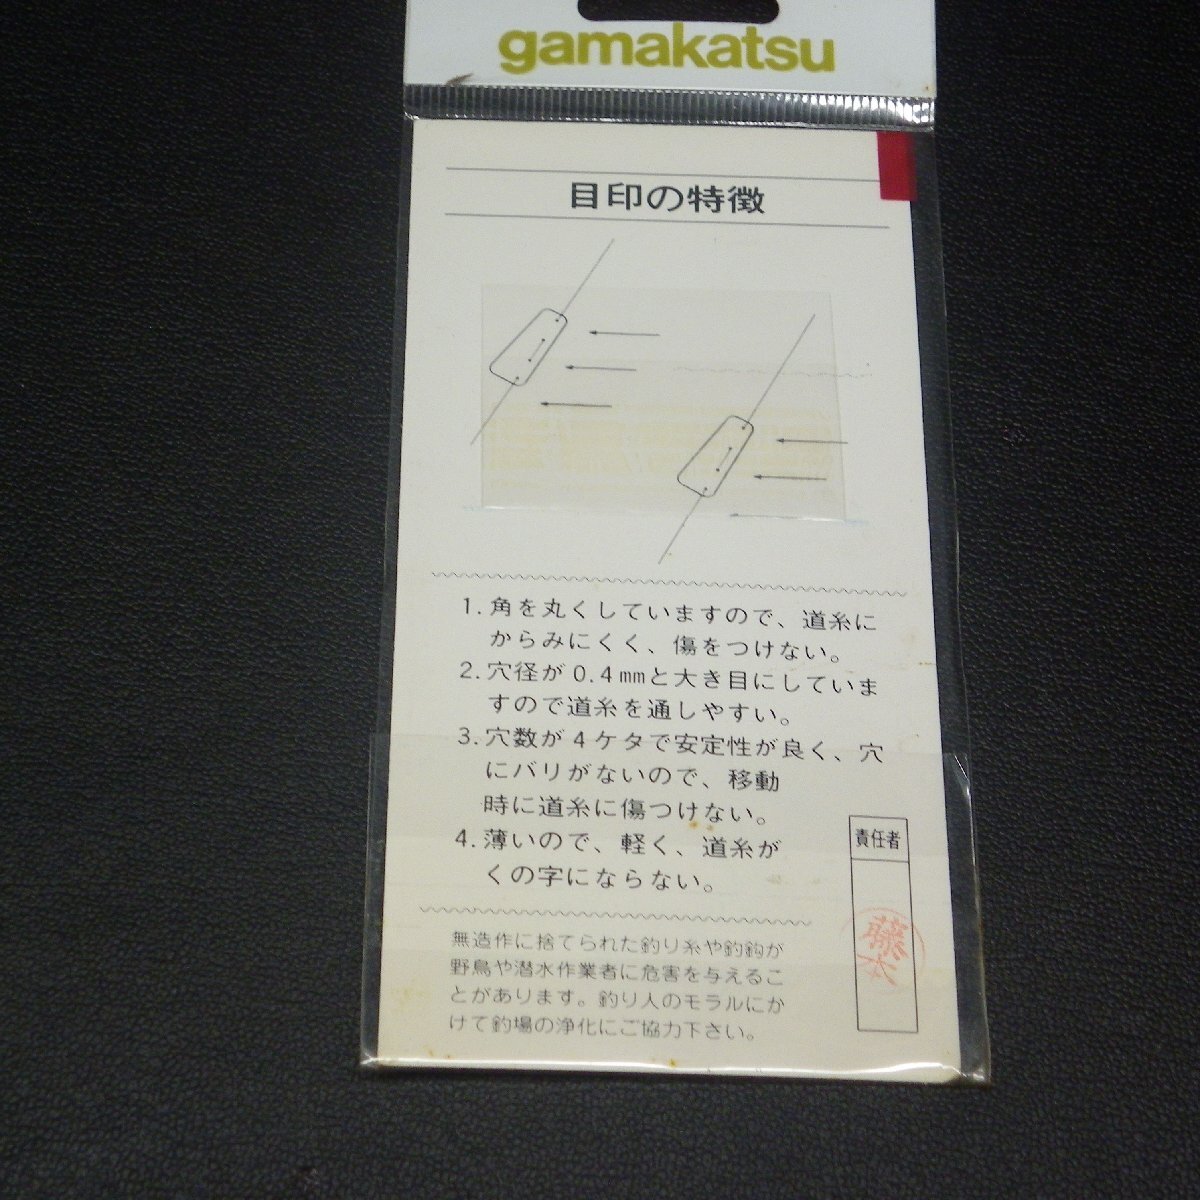 gamakatsu
目印の特徴
1. 角を丸くしていますので、道糸に
からみにくく、傷をつけない。
2. 穴径が0.4㎜と大き目にしていま
すので道糸を通しやすい。
3. 穴数が4ケタで安定性が良く、穴
にバリがないので、移動
時に道糸に傷つけない。
4. 薄いので、軽く、道糸が
くの字にならない。
責任者
藤本
無造作に捨てられた釣り糸や釣鈎が
野鳥や潜水作業者に危害を与えるこ
とがあります。釣り人のモラルにか
けて釣場の浄化にご協力下さい。